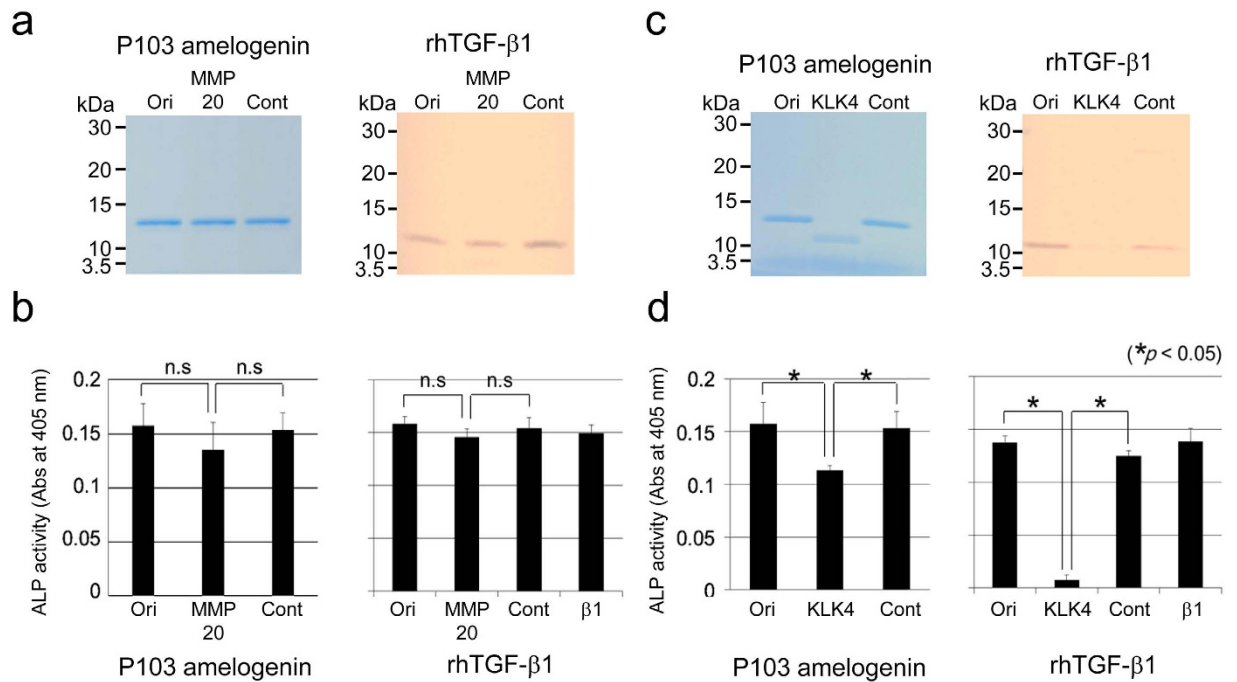 a
P103 amelogenin
rhTGF-β1
MMP
kDa Ori 20 Cont
30
20
15
10
3.5
MMP
kDa Ori 20 Cont
30
20
15
10
3.5
c
P103 amelogenin
rhTGF-β1
kDa Ori KLK4 Cont
30
20
15
10
3.5
kDa Ori KLK4 Cont
30
20
15
10
3.5
b
ALP activity (Abs at 405 nm)
0.2
0.15
0.1
0.05
0
n.s n.s
Ori MMP Cont
20
P103 amelogenin
n.s n.s
Ori MMP Cont β1
20
rhTGF-β1
d
(*p < 0.05)
ALP activity (Abs at 405 nm)
0.2
0.15
0.1
0.05
0
* *
Ori KLK4 Cont
P103 amelogenin
* *
Ori KLK4 Cont β1
rhTGF-β1